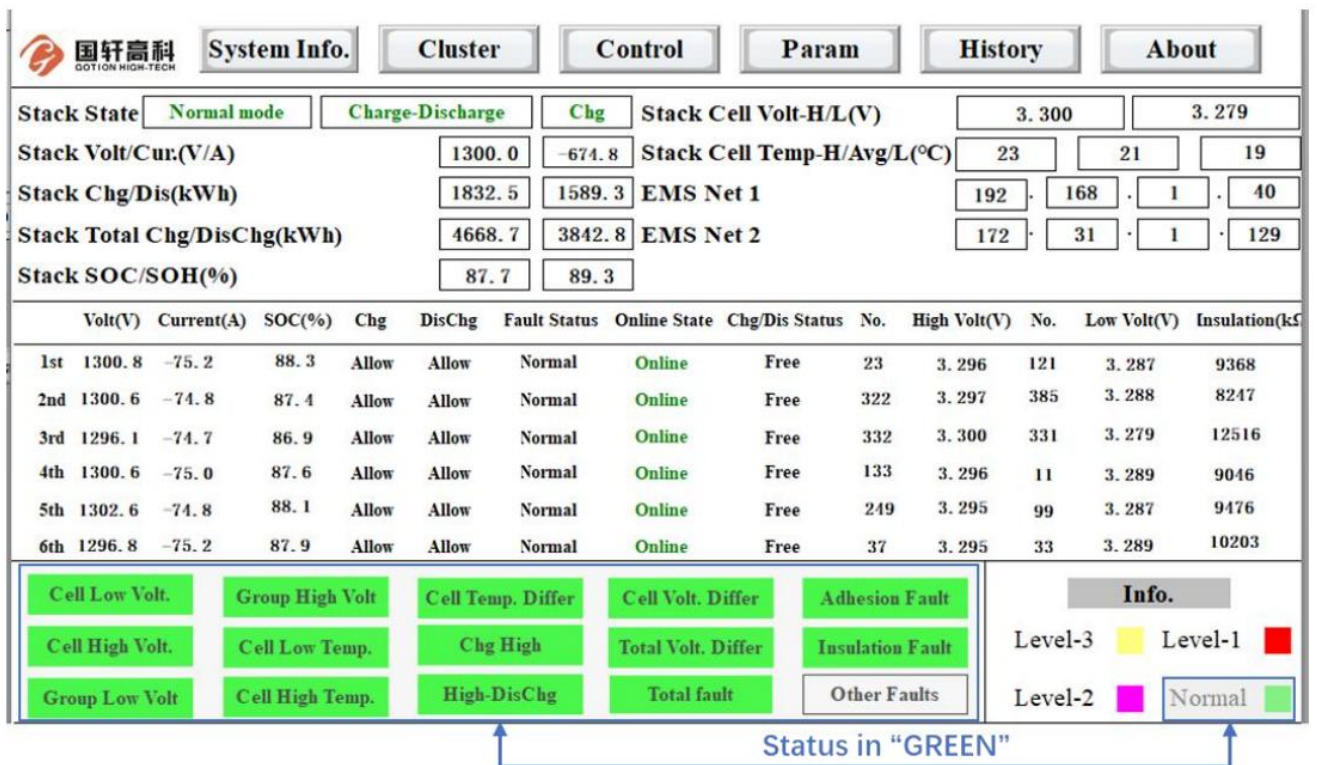 国轩高科 System Info. Cluster Control Param History About
GOTION HIGH-TECH
Stack State Normal mode Charge-Discharge Chg Stack Cell Volt-H/L(V) 3.300 3.279
Stack Volt/Cur.(V/A) 1300.0 -674.8 Stack Cell Temp-H/Avg/L(℃) 23 21 19
Stack Chg/Dis(kWh) 1832.5 1589.3 EMS Net 1 192 . 168 . 1 . 40
Stack Total Chg/DisChg(kWh) 4668.7 3842.8 EMS Net 2 172 . 31 . 1 . 129
Stack SOC/SOH(%) 87.7 89.3
Volt(V) Current(A) SOC(%) Chg DisChg Fault Status Online State Chg/Dis Status No. High Volt(V) No. Low Volt(V) Insulation(kΩ
1st 1300.8 -75.2 88.3 Allow Allow Normal Online Free 23 3.296 121 3.287 9368
2nd 1300.6 -74.8 87.4 Allow Allow Normal Online Free 322 3.297 385 3.288 8247
3rd 1296.1 -74.7 86.9 Allow Allow Normal Online Free 332 3.300 331 3.279 12516
4th 1300.6 -75.0 87.6 Allow Allow Normal Online Free 133 3.296 11 3.289 9046
5th 1302.6 -74.8 88.1 Allow Allow Normal Online Free 249 3.295 99 3.287 9476
6th 1296.8 -75.2 87.9 Allow Allow Normal Online Free 37 3.295 33 3.289 10203
Cell Low Volt. Group High Volt Cell Temp. Differ Cell Volt. Differ Adhesion Fault Info.
Cell High Volt. Cell Low Temp. Chg High Total Volt. Differ Insulation Fault Level-3 Level-1
Group Low Volt Cell High Temp. High-DisChg Total fault Other Faults Level-2 Normal
Status in “GREEN”